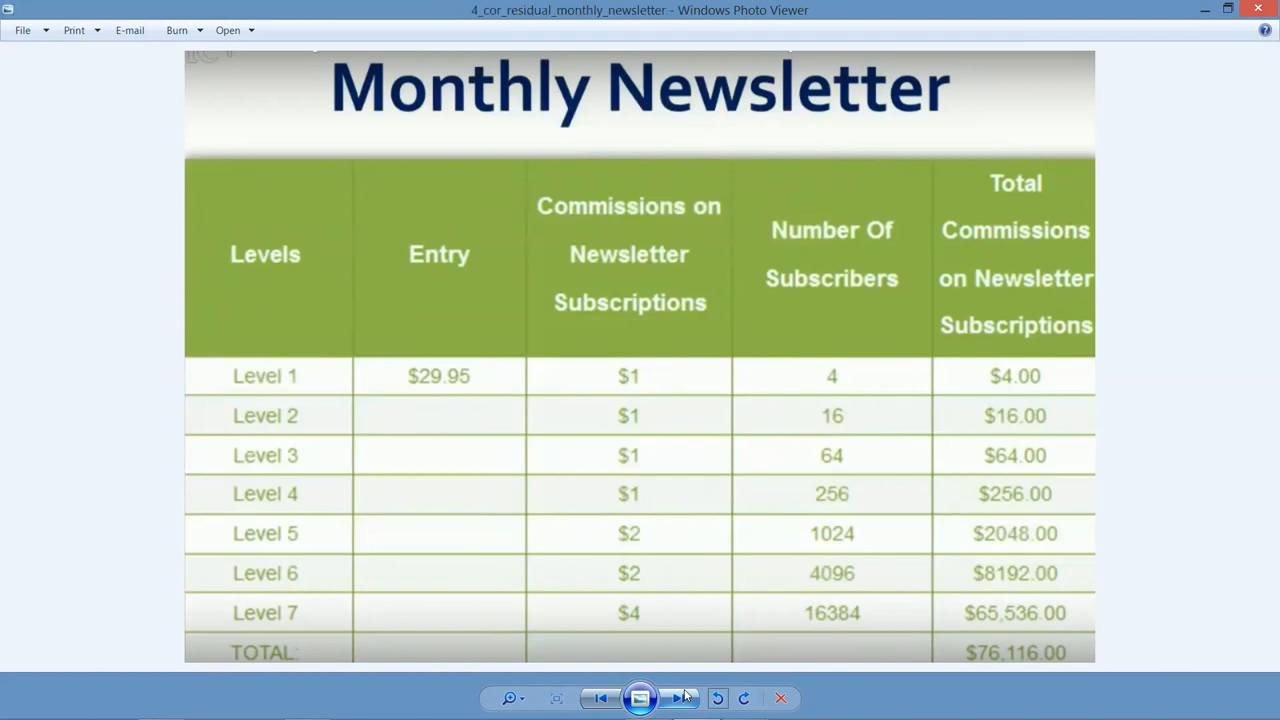 4_cor_residual_monthly_newsletter - Windows Photo Viewer
File Print E-mail Burn Open
Monthly Newsletter
Levels Entry Commissions on Newsletter Subscriptions Number Of Subscribers Total Commissions on Newsletter Subscriptions
Level 1 $29.95 $1 4 $4.00
Level 2 $1 16 $16.00
Level 3 $1 64 $64.00
Level 4 $1 256 $256.00
Level 5 $2 1024 $2048.00
Level 6 $2 4096 $8192.00
Level 7 $4 16384 $65,536.00
TOTAL: $76,116.00